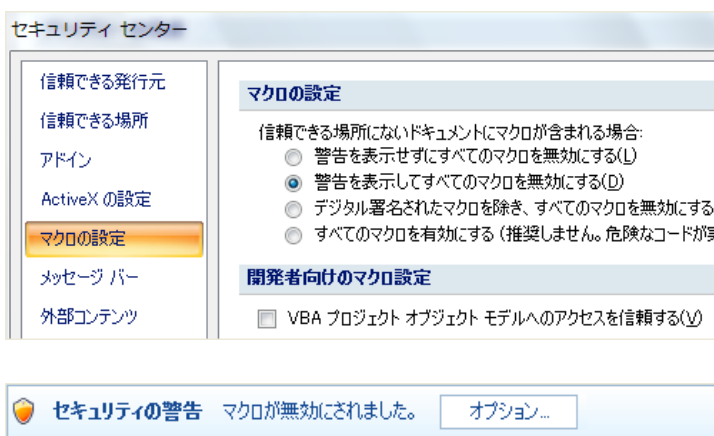 セキュリティ センター
信頼できる発行元
信頼できる場所
アドイン
ActiveX の設定
マクロの設定
メッセージ バー
外部コンテンツ
マクロの設定
信頼できる場所にないドキュメントにマクロが含まれる場合:
警告を表示せずにすべてのマクロを無効にする(L)
警告を表示してすべてのマクロを無効にする(D)
デジタル署名されたマクロを除き、すべてのマクロを無効にする
すべてのマクロを有効にする (推奨しません。危険なコードが
開発者向けのマクロ設定
VBA プロジェクト オブジェクト モデルへのアクセスを信頼する(V)
セキュリティの警告 マクロが無効にされました。 オプション...